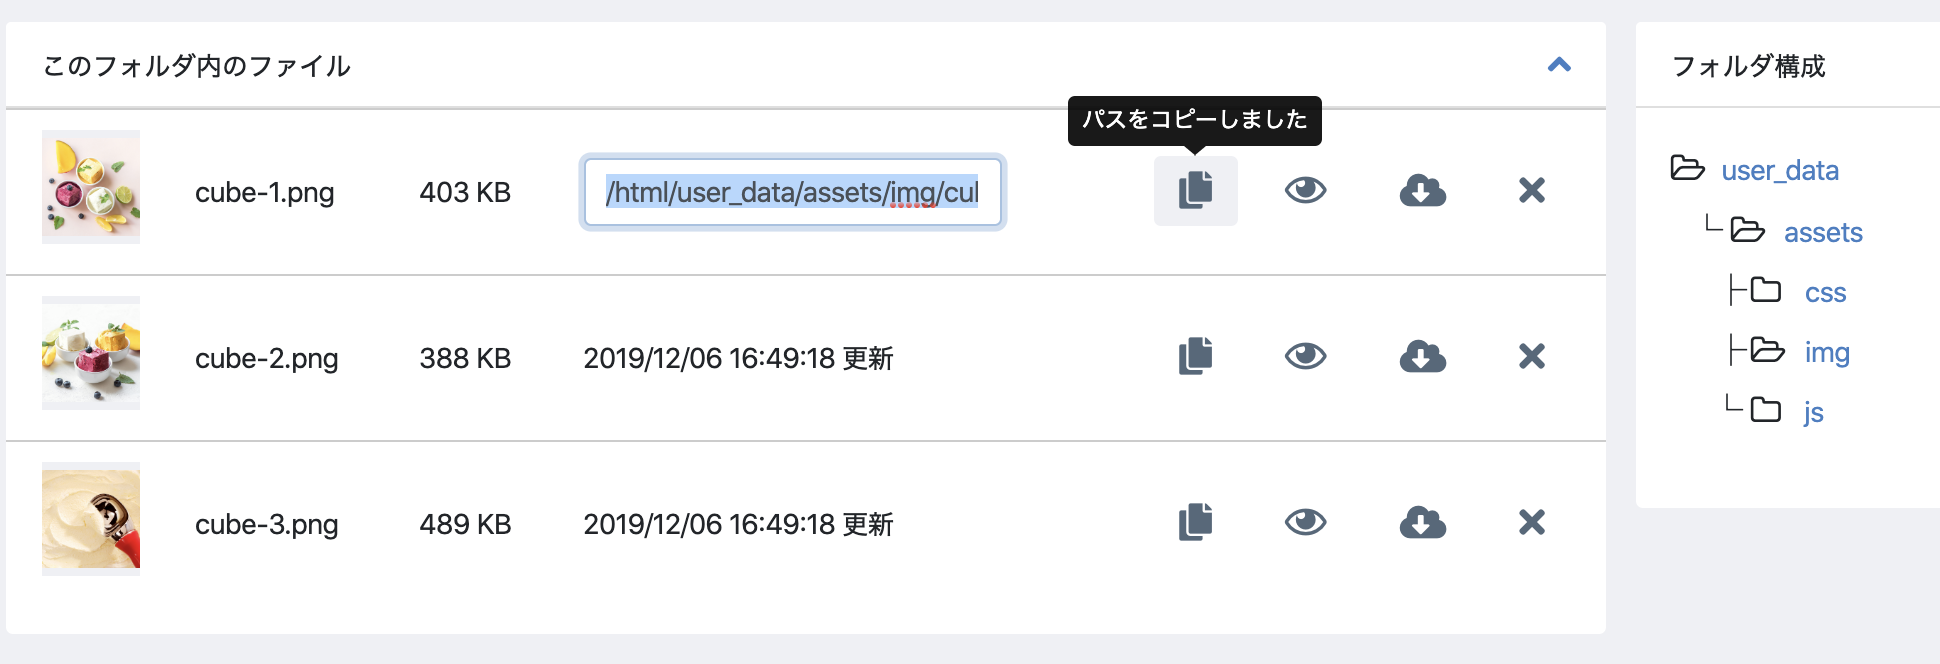 このフォルダ内のファイル
パスをコピーしました
cube-1.png 403 KB /html/user_data/assets/img/cul
cube-2.png 388 KB 2019/12/06 16:49:18 更新
cube-3.png 489 KB 2019/12/06 16:49:18 更新
フォルダ構成
user_data
assets
css
img
js